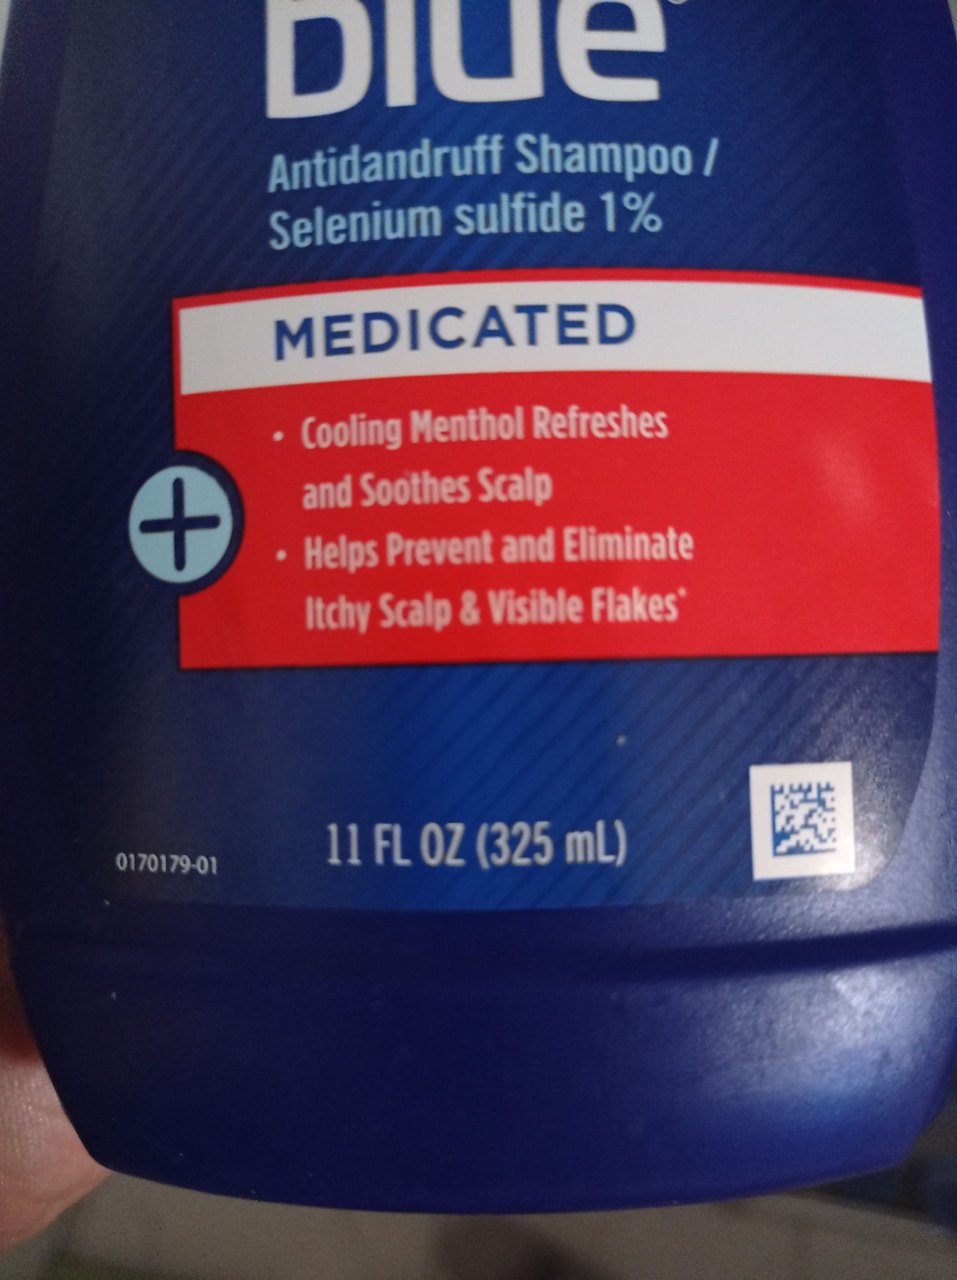 blue®
Antidandruff Shampoo /
Selenium sulfide 1%
MEDICATED
• Cooling Menthol Refreshes
and Soothes Scalp
• Helps Prevent and Eliminate
Itchy Scalp & Visible Flakes*
11 FL OZ (325 mL)
0170179-01